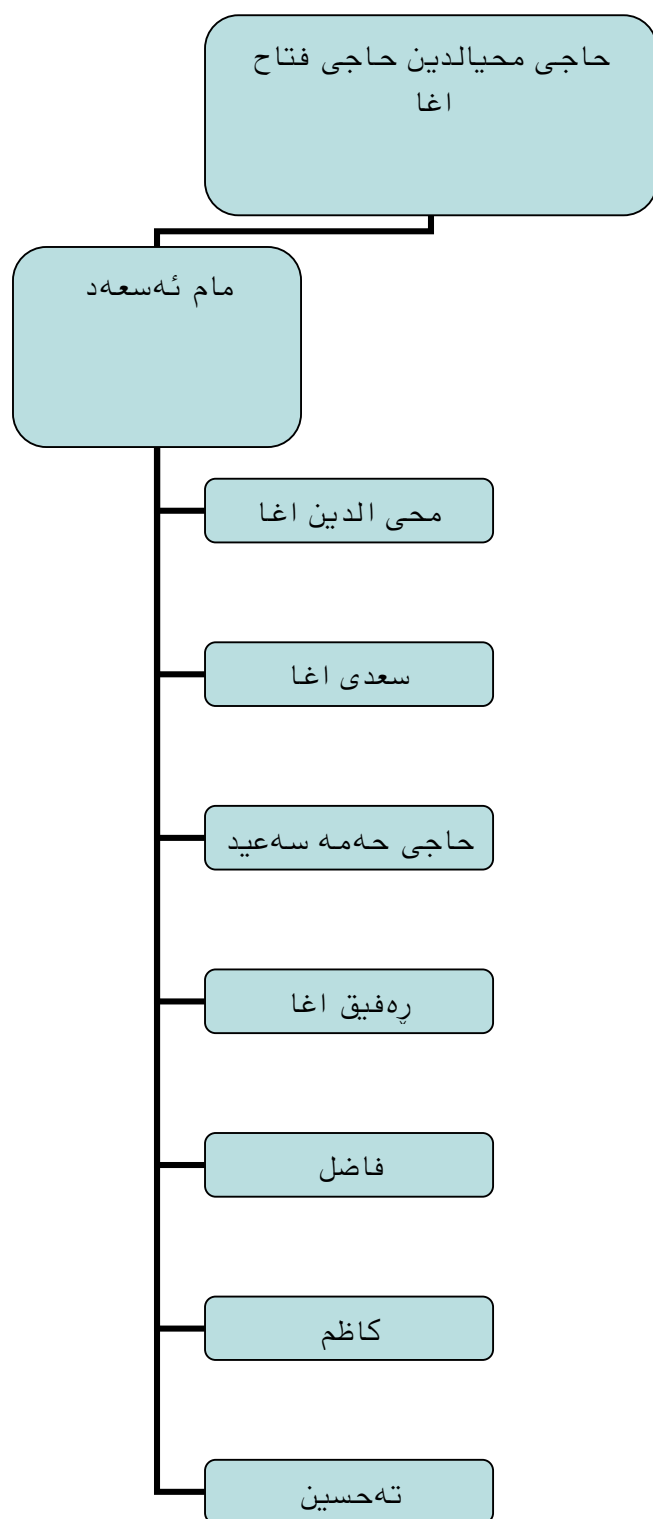 حاجی محیالدین حاجی فتاح
اغا
مام ئەسعەد
محی الدین اغا
سعدی اغا
حاجی حەمە سەعید
ڕەفیق اغا
فاضل
کاظم
تەحسین